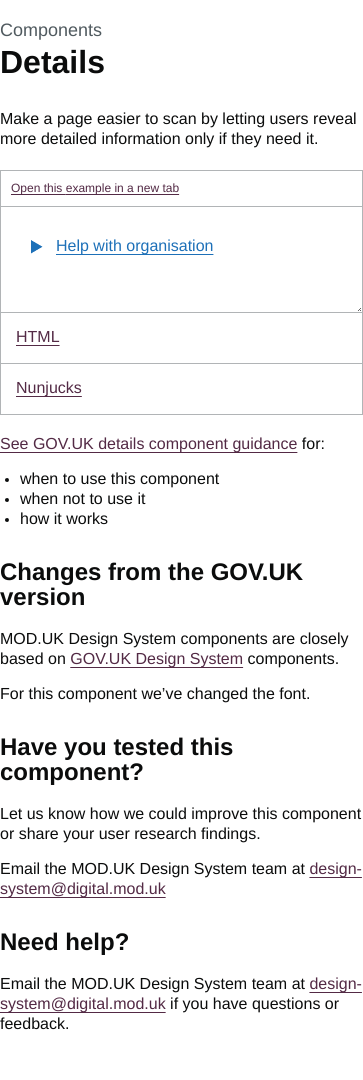 Components
Details
Make a page easier to scan by letting users reveal
more detailed information only if they need it.
Open this example in a new tab
Help with organisation
HTML
Nunjucks
See GOV.UK details component guidance for:
• when to use this component
• when not to use it
• how it works
Changes from the GOV.UK
version
MOD.UK Design System components are closely
based on GOV.UK Design System components.
For this component we’ve changed the font.
Have you tested this
component?
Let us know how we could improve this component
or share your user research findings.
Email the MOD.UK Design System team at design-
system@digital.mod.uk
Need help?
Email the MOD.UK Design System team at design-
system@digital.mod.uk if you have questions or
feedback.